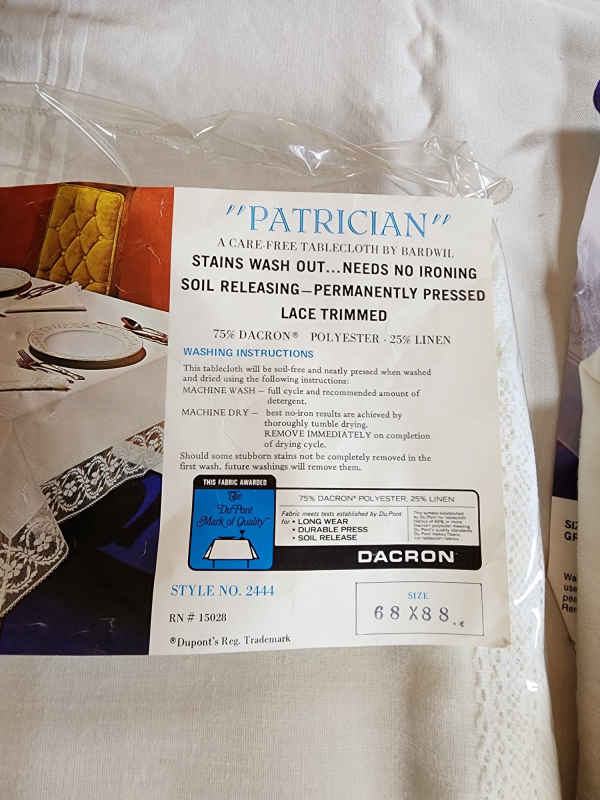 "PATRICIAN"
A CARE-FREE TABLECLOTH BY BARDWIL
STAINS WASH OUT...NEEDS NO IRONING
SOIL RELEASING—PERMANENTLY PRESSED
LACE TRIMMED
75% DACRON® POLYESTER - 25% LINEN
WASHING INSTRUCTIONS
This tablecloth will be soil-free and neatly pressed when washed
and dried using the following instructions:
MACHINE WASH — full cycle and recommended amount of
detergent.
MACHINE DRY — best no-iron results are achieved by
thoroughly tumble drying.
REMOVE IMMEDIATELY on completion
of drying cycle.
Should some stubborn stains not be completely removed in the
first wash, future washings will remove them.
THIS FABRIC AWARDED
The
DuPont
Mark of Quality
75% DACRON* POLYESTER, 25% LINEN
Fabric meets tests established by Du Pont
for • LONG WEAR
• DURABLE PRESS
• SOIL RELEASE
DACRON
STYLE NO. 2444
RN # 15028
®Dupont's Reg. Trademark
SIZE
68X88